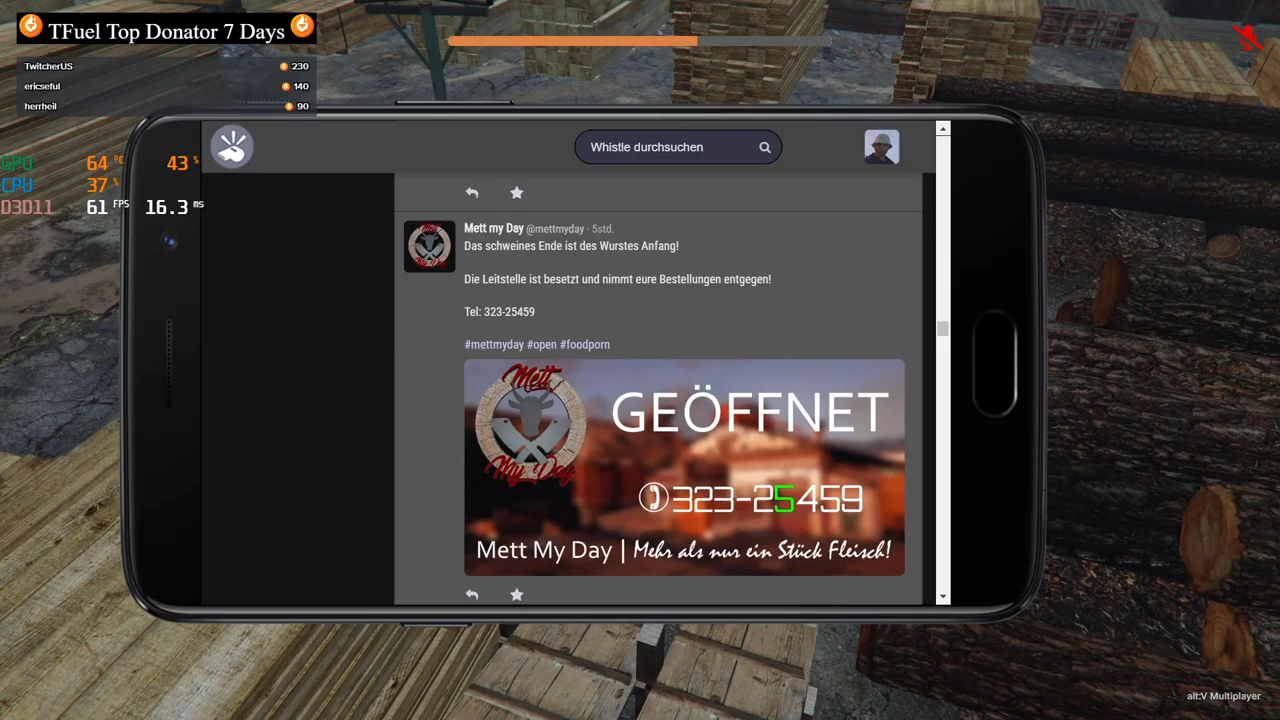 TFuel Top Donator 7 Days
TwitcherUS 230
ericseful 140
herrheil 90
GPU 64 °C 43 %
CPU 37 %
D3D11 61 FPS 16.3 ms
Whistle durchsuchen
Mett my Day @mettmyday · 5std.
Das schweines Ende ist des Wurstes Anfang!
Die Leitstelle ist besetzt und nimmt eure Bestellungen entgegen!
Tel: 323-25459
#mettmyday #open #foodporn
Mett
My Day
GEÖFFNET
323-25459
Mett My Day | Mehr als nur ein Stück Fleisch!
alt:V Multiplayer